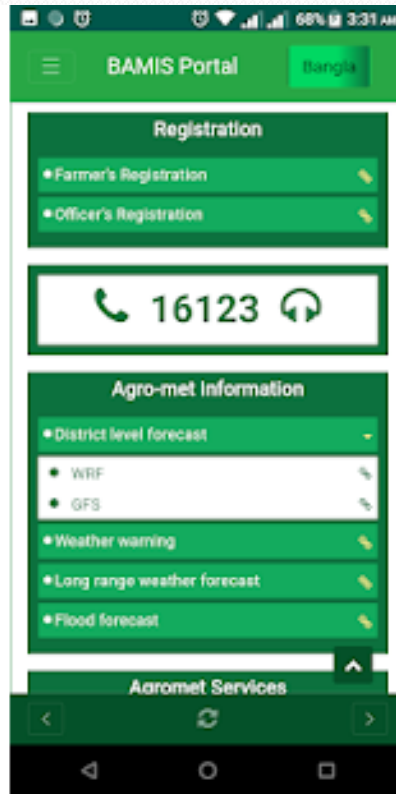 68% 3:31 AM
BAMIS Portal
Bangla
Registration
Farmer's Registration
Officer's Registration
16123
Agro-met Information
District level forecast
WRF
GFS
Weather warning
Long range weather forecast
Flood forecast
Agromet Services